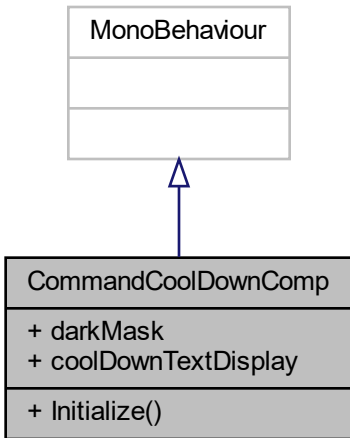 MonoBehaviour
CommandCoolDownComp
+ darkMask
+ coolDownTextDisplay
+ Initialize()